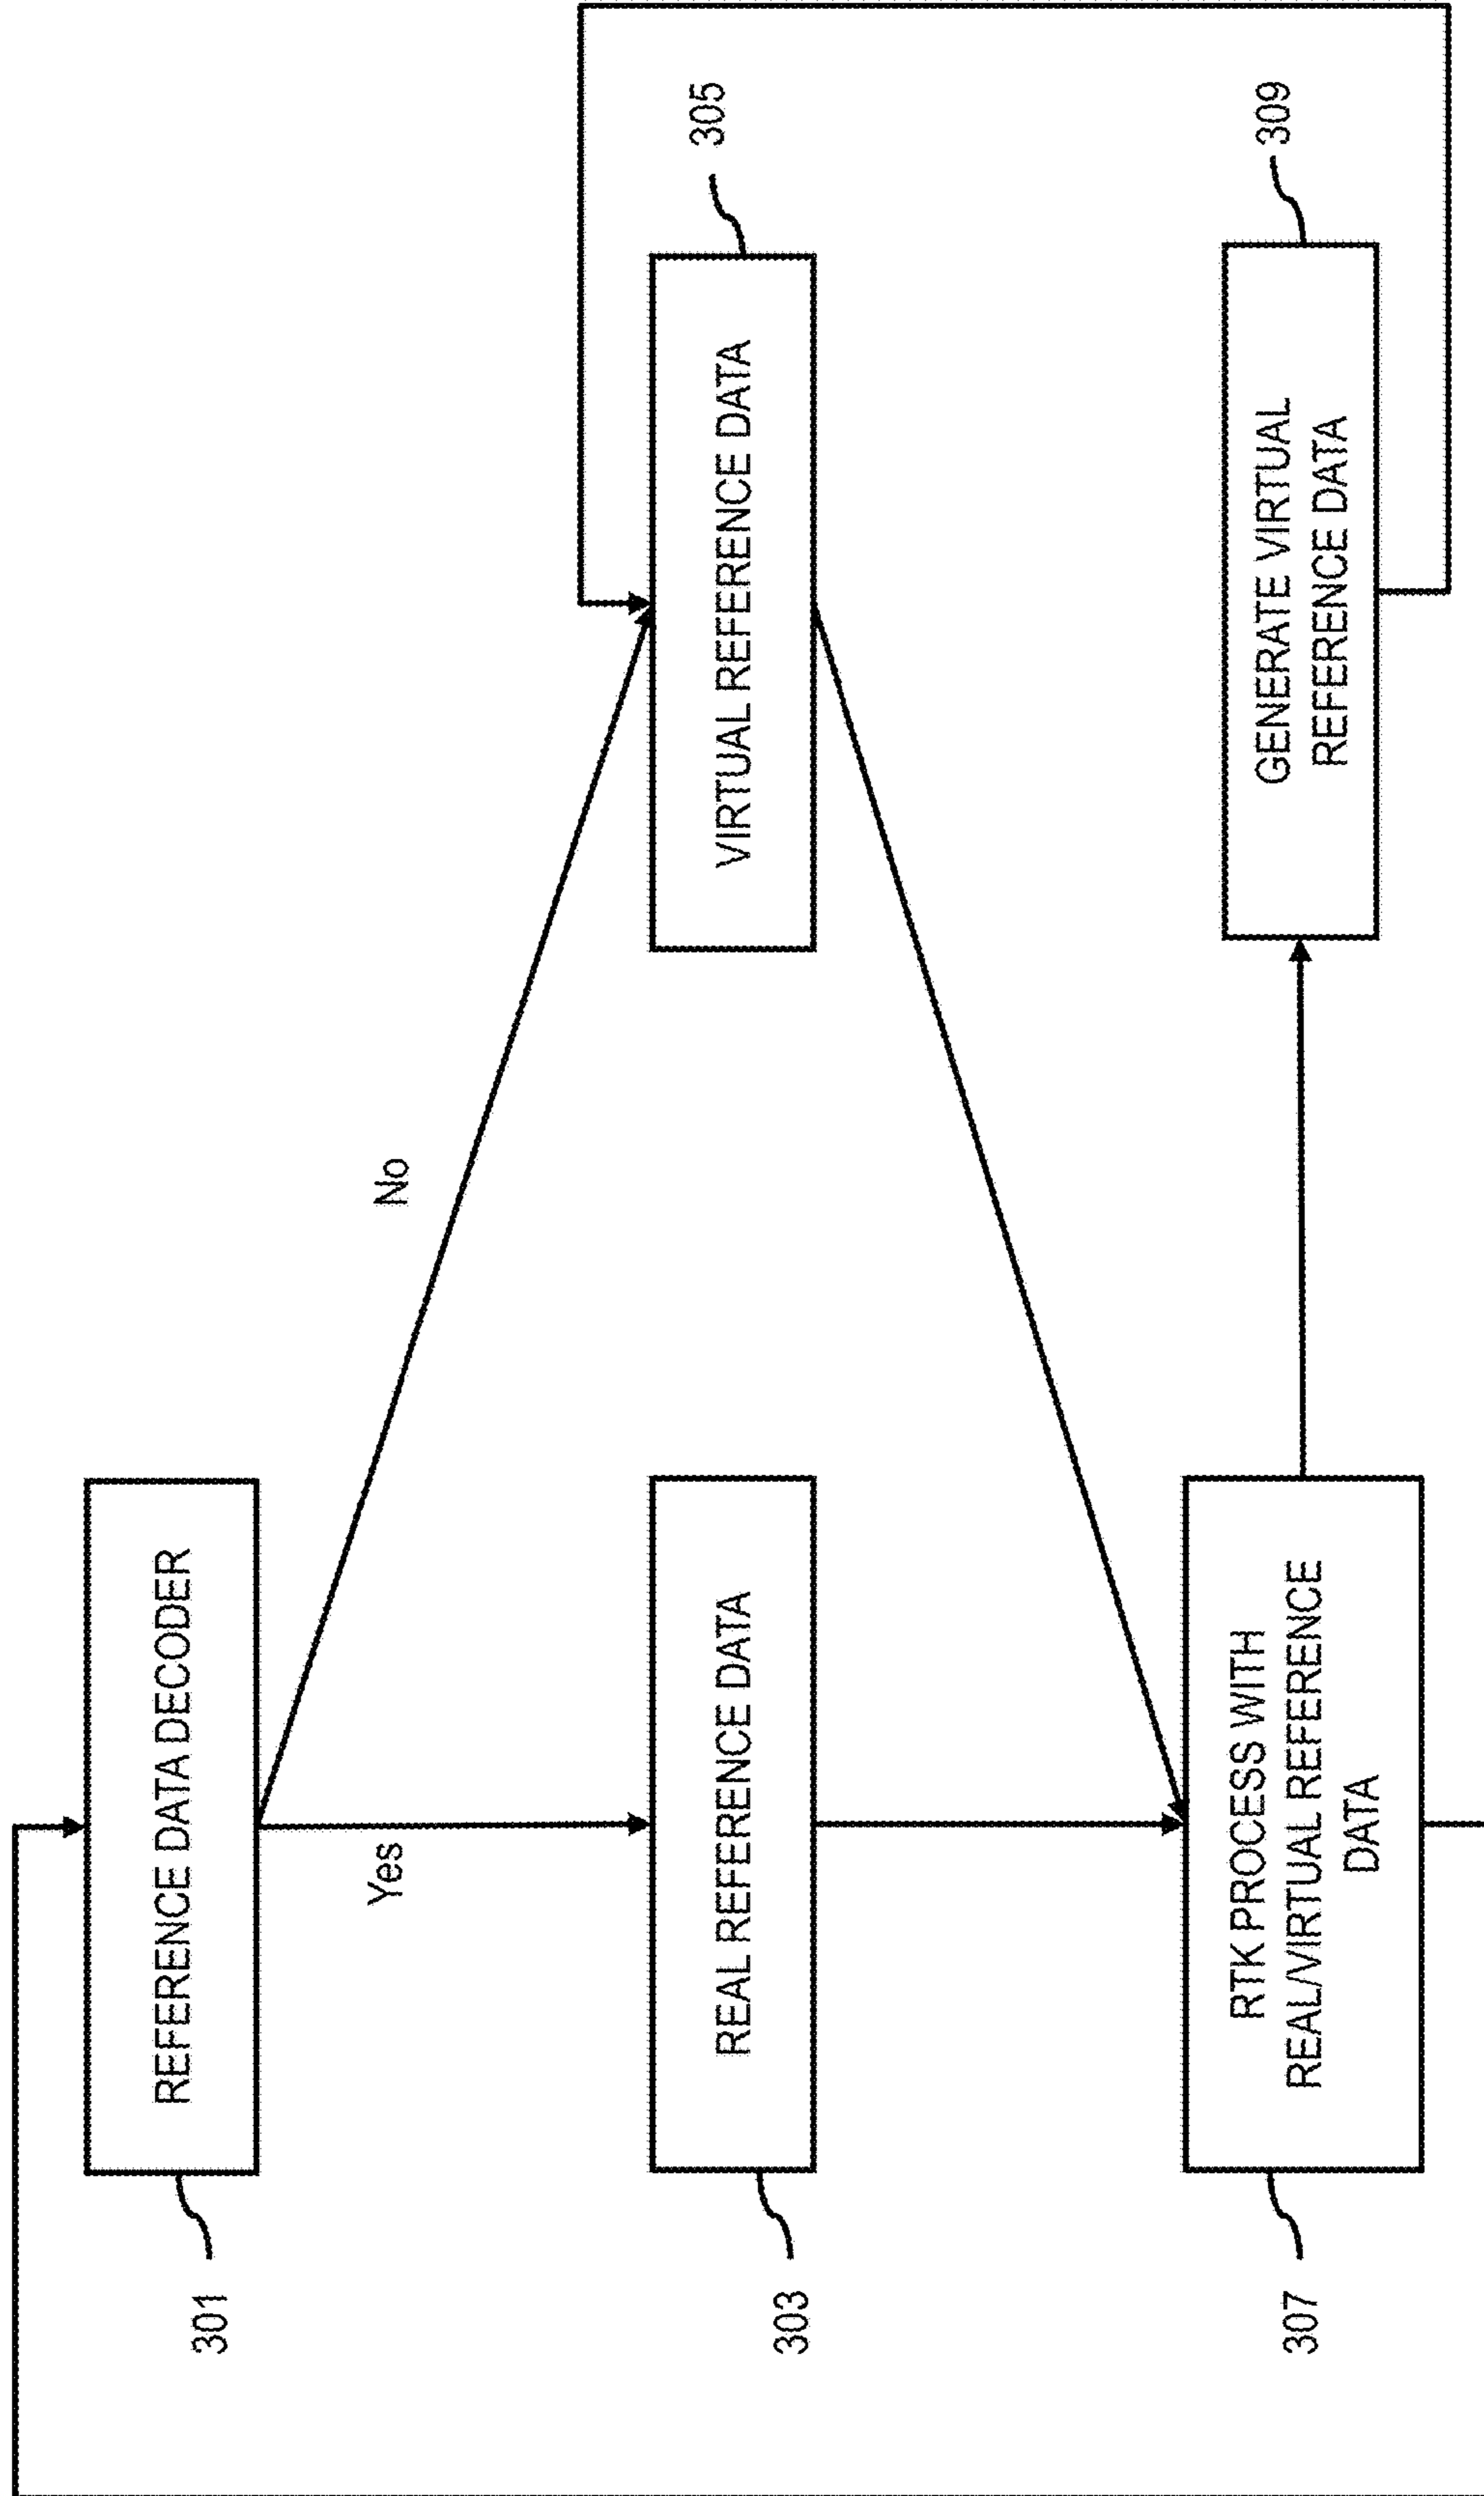 301
REFERENCE DATA DECODER
Yes
No
303
REAL REFERENCE DATA
VIRTUAL REFERENCE DATA
305
307
RTK PROCESS WITH
REAL/VIRTUAL REFERENCE
DATA
GENERATE VIRTUAL
REFERENCE DATA
309